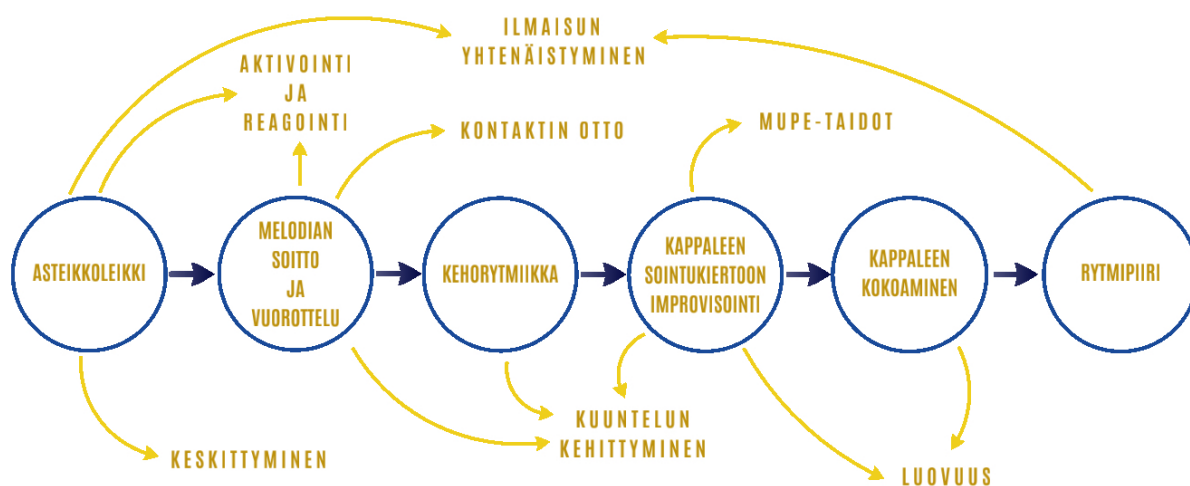 ILMAISUN
YHTENÄISTYMINEN
AKTIVOINTI
JA
REAGOINTI
KONTAKTIN OTTO
MUPE-TAIDOT
ASTEIKKOLEIKKI
MELODIAN
SOITTO
JA
VUOROTTELU
KEHORYTMIIKKA
KAPPALEEN
SOINTUKIERTOON
IMPROVISOINTI
KAPPALEEN
KOKOAMINEN
RYTMIPIIRI
KESKITTYMINEN
KUUNTELUN
KEHITTYMINEN
LUOVUUS